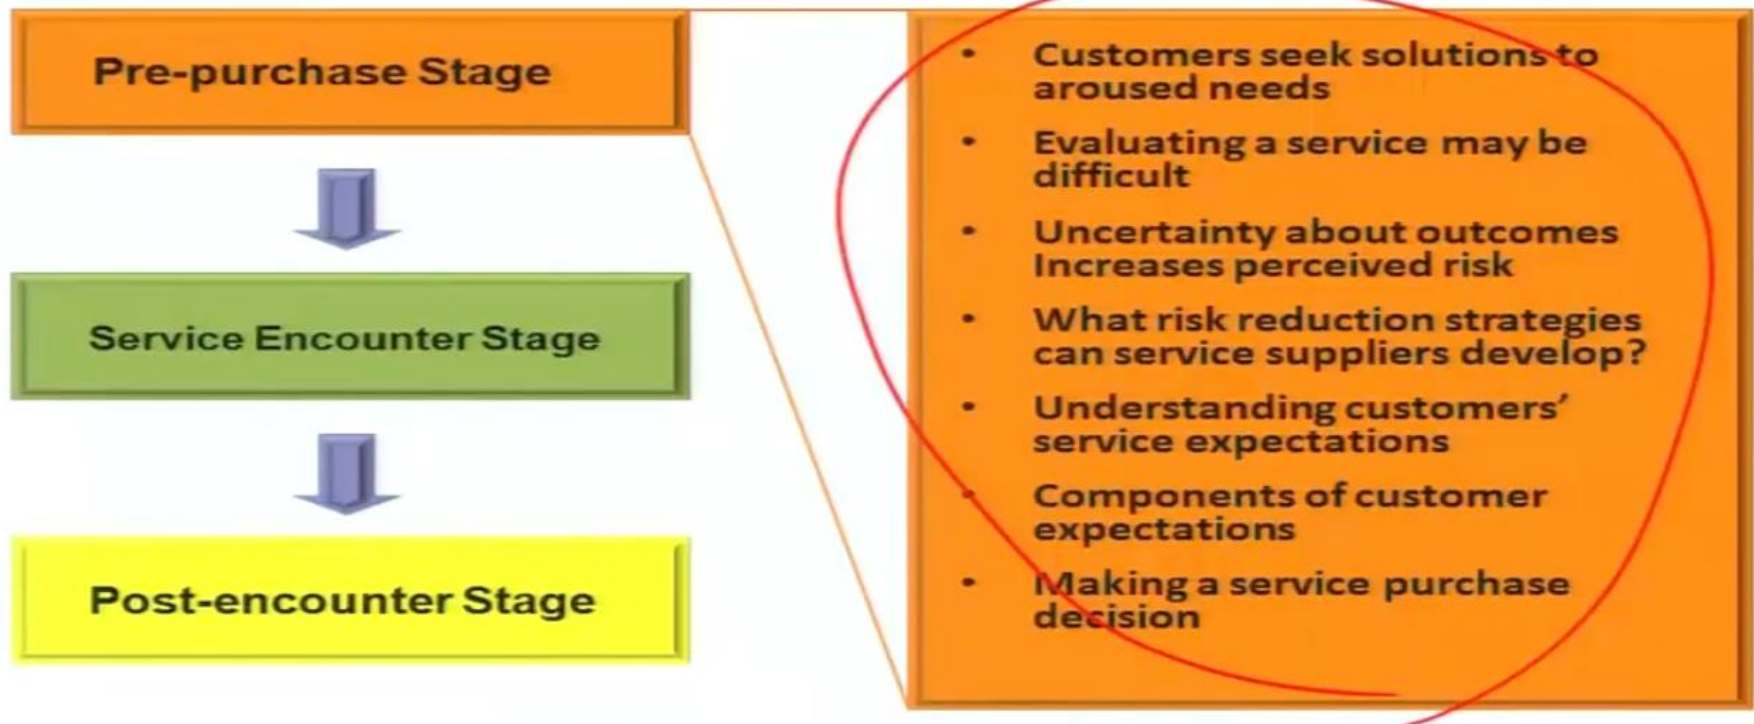 Pre-purchase Stage
Service Encounter Stage
Post-encounter Stage
• Customers seek solutions to
aroused needs
• Evaluating a service may be
difficult
• Uncertainty about outcomes
Increases perceived risk
• What risk reduction strategies
can service suppliers develop?
• Understanding customers’
service expectations
• Components of customer
expectations
• Making a service purchase
decision